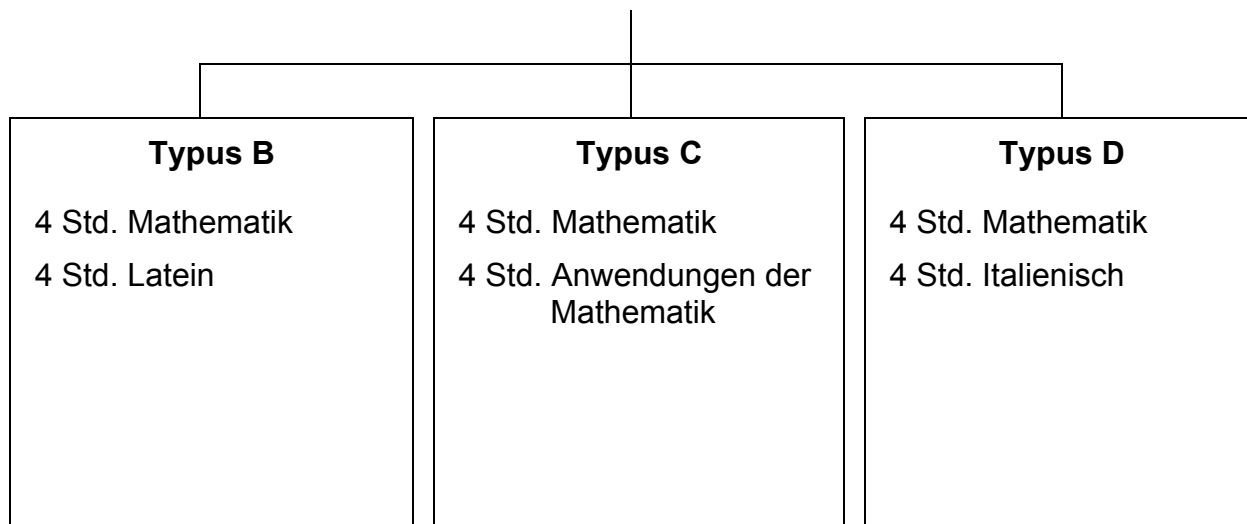 Typus B
4 Std. Mathematik
4 Std. Latein
Typus C
4 Std. Mathematik
4 Std. Anwendungen der
Mathematik
Typus D
4 Std. Mathematik
4 Std. Italienisch